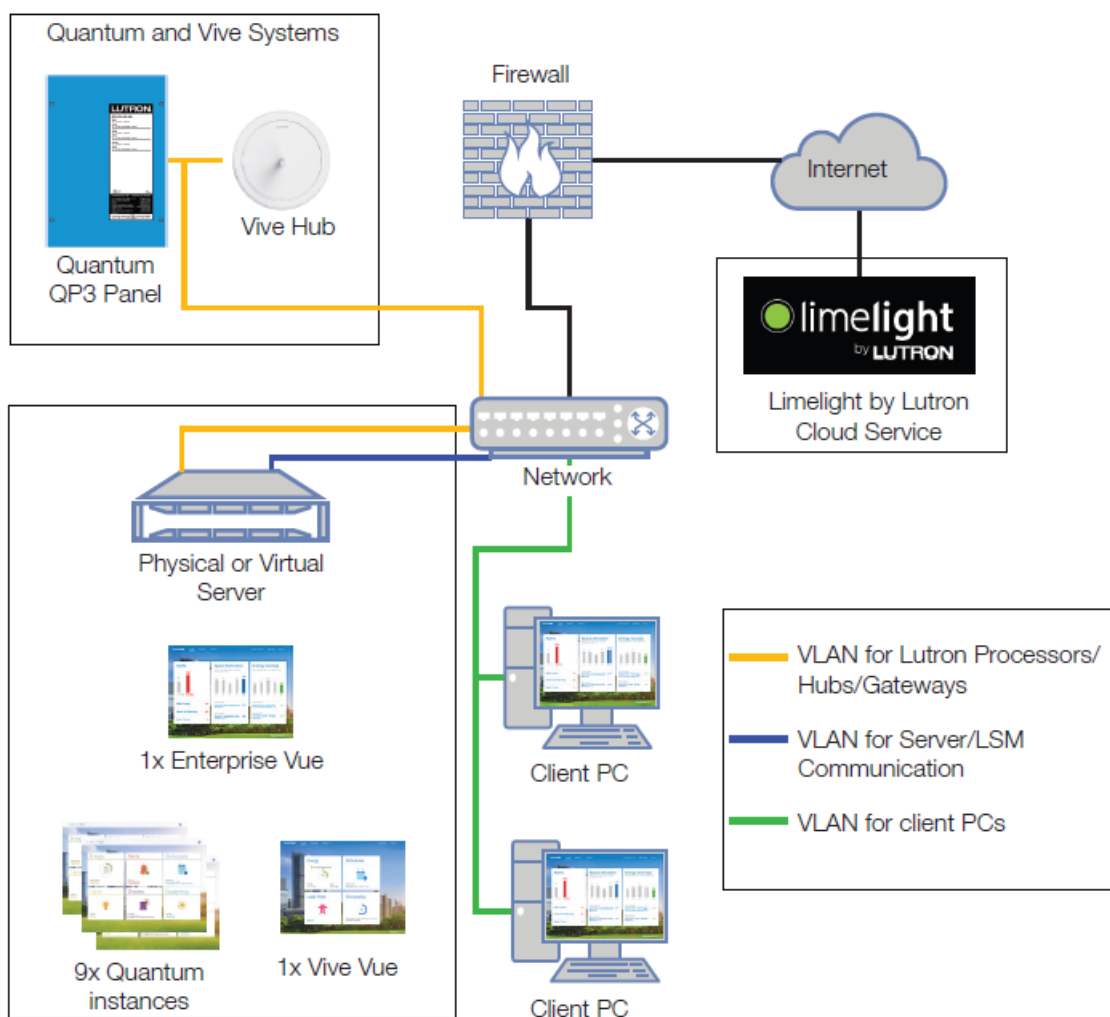 Quantum and Vive Systems
LUTRON
Vive Hub
Quantum
QP3 Panel
Firewall
Internet
limelight
by LUTRON
Limelight by Lutron
Cloud Service
Network
Physical or Virtual
Server
1x Enterprise Vue
9x Quantum
instances
1x Vive Vue
Client PC
Client PC
VLAN for Lutron Processors/
Hubs/Gateways
VLAN for Server/LSM
Communication
VLAN for client PCs